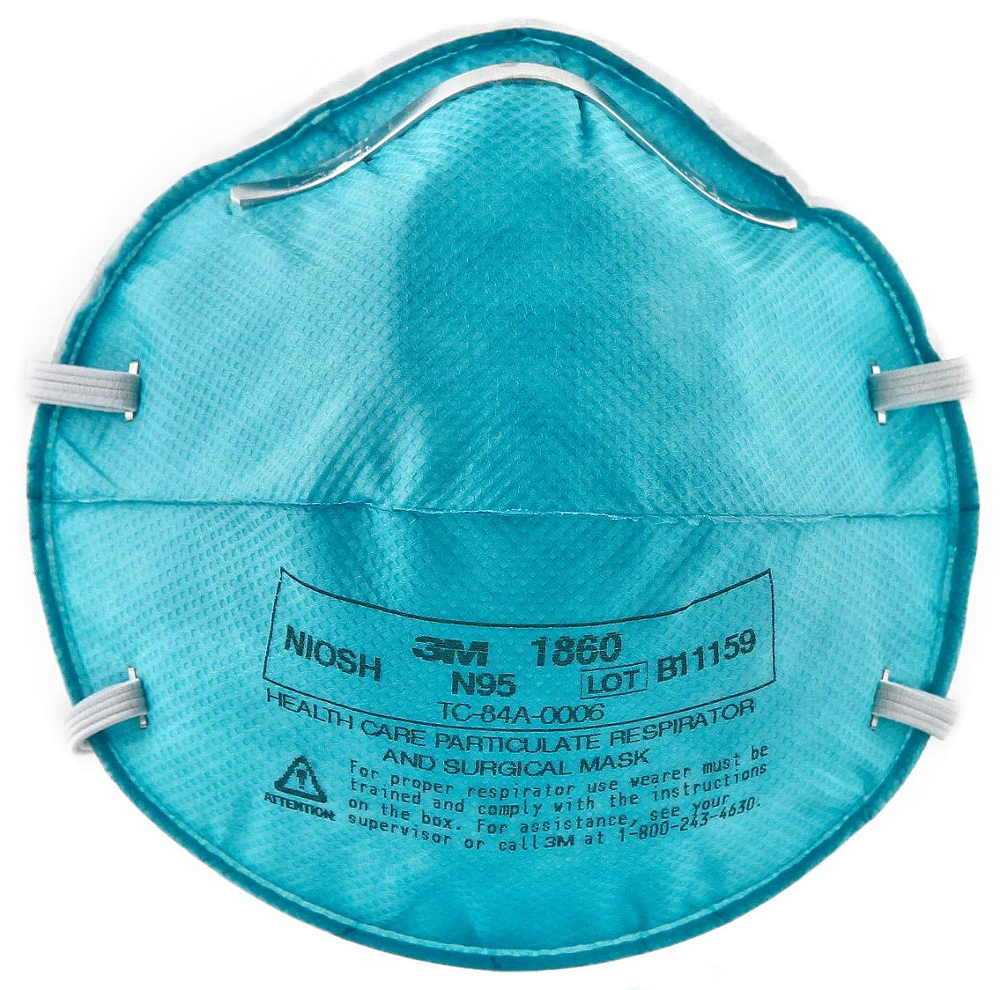 NIOSH 3M 1860
N95 LOT B11159
TC-84A-0006
HEALTH CARE PARTICULATE RESPIRATOR
AND SURGICAL MASK
ATTENTION:
For proper respirator use wearer must be
trained and comply with the instructions
on the box. For assistance, see your
supervisor or call 3M at 1-800-243-4630.